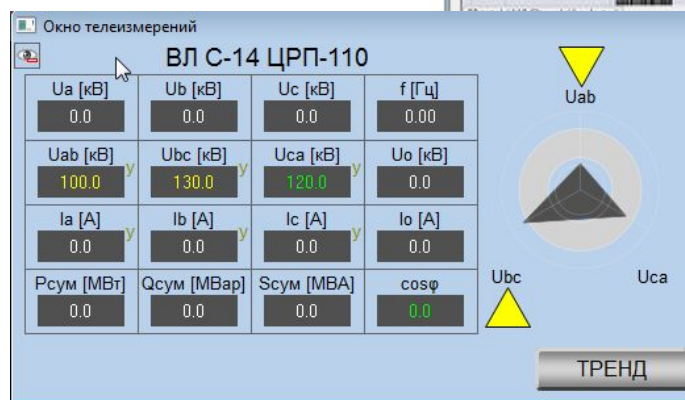 Окно телеизмерений
ВЛ С-14 ЦРП-110
Ua [кВ] Ub [кВ] Uc [кВ] f [Гц]
0.0 0.0 0.0 0.00
Uab [кВ] Ubc [кВ] Uca [кВ] Uo [кВ]
100.0 У 130.0 У 120.0 У 0.0
Ia [А] Ib [А] Ic [А] Io [А]
0.0 У 0.0 У 0.0 У 0.0
Pсум [МВт] Qсум [МВар] Sсум [МВА] cosφ
0.0 0.0 0.0 0.0
Uab
Ubc Uca
ТРЕНД